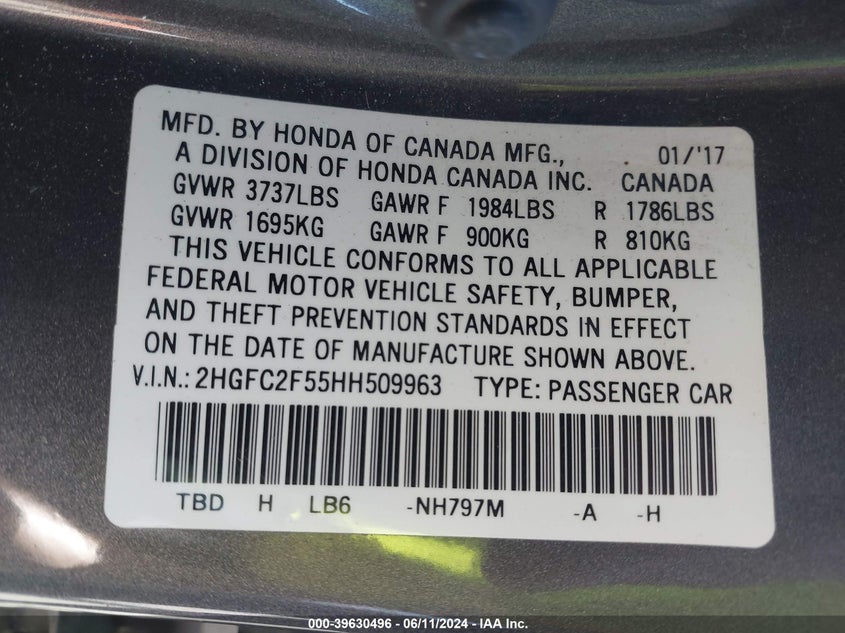 MFD. BY HONDA OF CANADA MFG., 01/'17
A DIVISION OF HONDA CANADA INC. CANADA
GVWR 3737LBS GAWR F 1984LBS R 1786LBS
GVWR 1695KG GAWR F 900KG R 810KG
THIS VEHICLE CONFORMS TO ALL APPLICABLE
FEDERAL MOTOR VEHICLE SAFETY, BUMPER,
AND THEFT PREVENTION STANDARDS IN EFFECT
ON THE DATE OF MANUFACTURE SHOWN ABOVE.
V.I.N.: 2HGFC2F55HH509963 TYPE: PASSENGER CAR
TBD H LB6 -NH797M -A -H
000-39630496 - 06/11/2024 - IAA Inc.